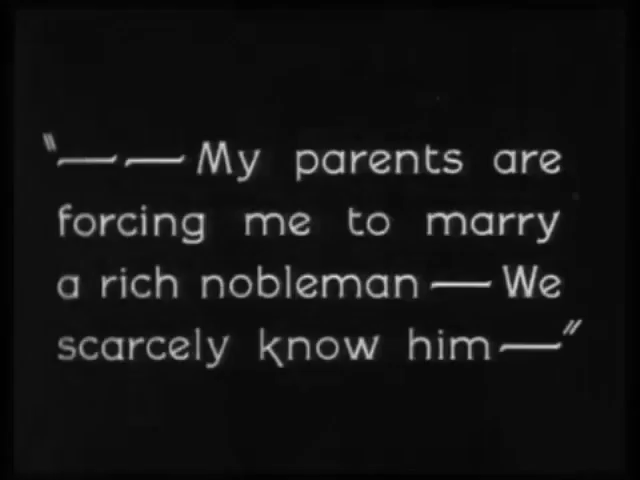 "— — My parents are
forcing me to marry
a rich nobleman — We
scarcely know him —"